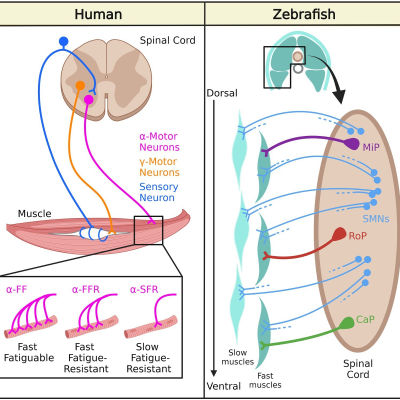 Human
Spinal Cord
α-Motor
Neurons
γ-Motor
Neurons
Sensory
Neuron
Muscle
α-FF
α-FFR
α-SFR
Fast
Fatiguable
Fast
Fatigue-
Resistant
Slow
Fatigue-
Resistant
Zebrafish
Dorsal
MiP
SMNs
RoP
CaP
Slow
muscles
Fast
muscles
Spinal
Cord
Ventral